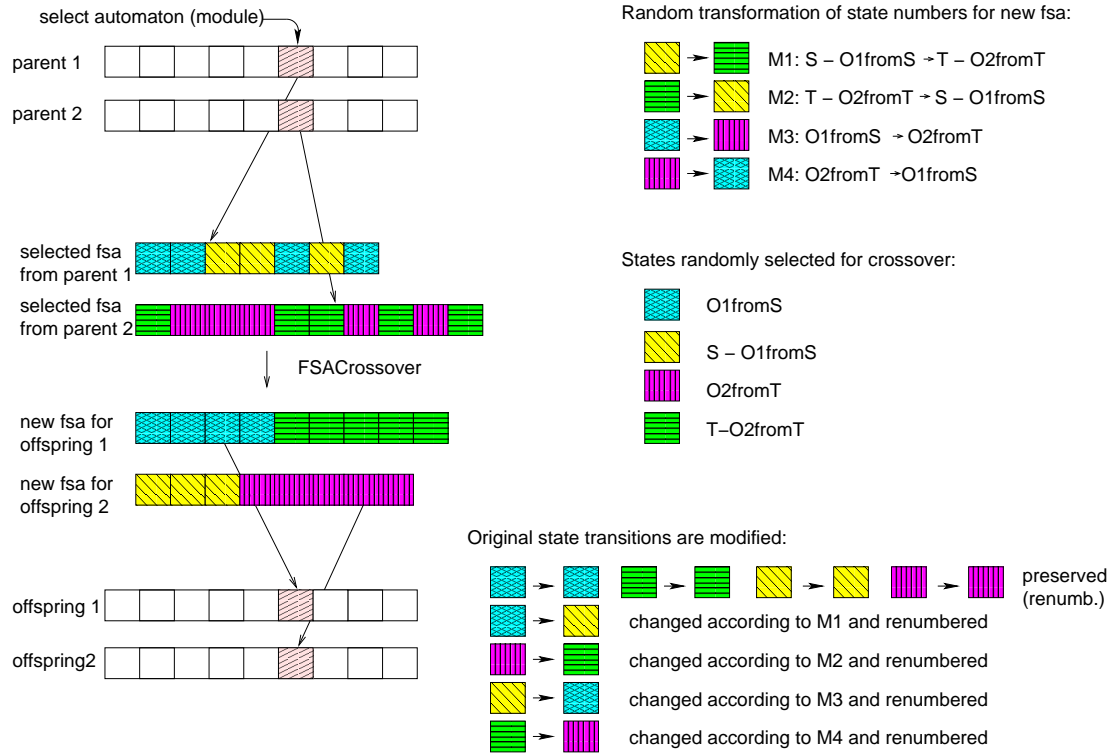 select automaton (module)
parent 1
parent 2
selected fsa
from parent 1
selected fsa
from parent 2
FSACrossover
new fsa for
offspring 1
new fsa for
offspring 2
offspring 1
offspring2
Random transformation of state numbers for new fsa:
M1: S – O1fromS → T – O2fromT
M2: T – O2fromT → S – O1fromS
M3: O1fromS → O2fromT
M4: O2fromT → O1fromS
States randomly selected for crossover:
O1fromS
S – O1fromS
O2fromT
T–O2fromT
Original state transitions are modified:
preserved
(renumb.)
changed according to M1 and renumbered
changed according to M2 and renumbered
changed according to M3 and renumbered
changed according to M4 and renumbered